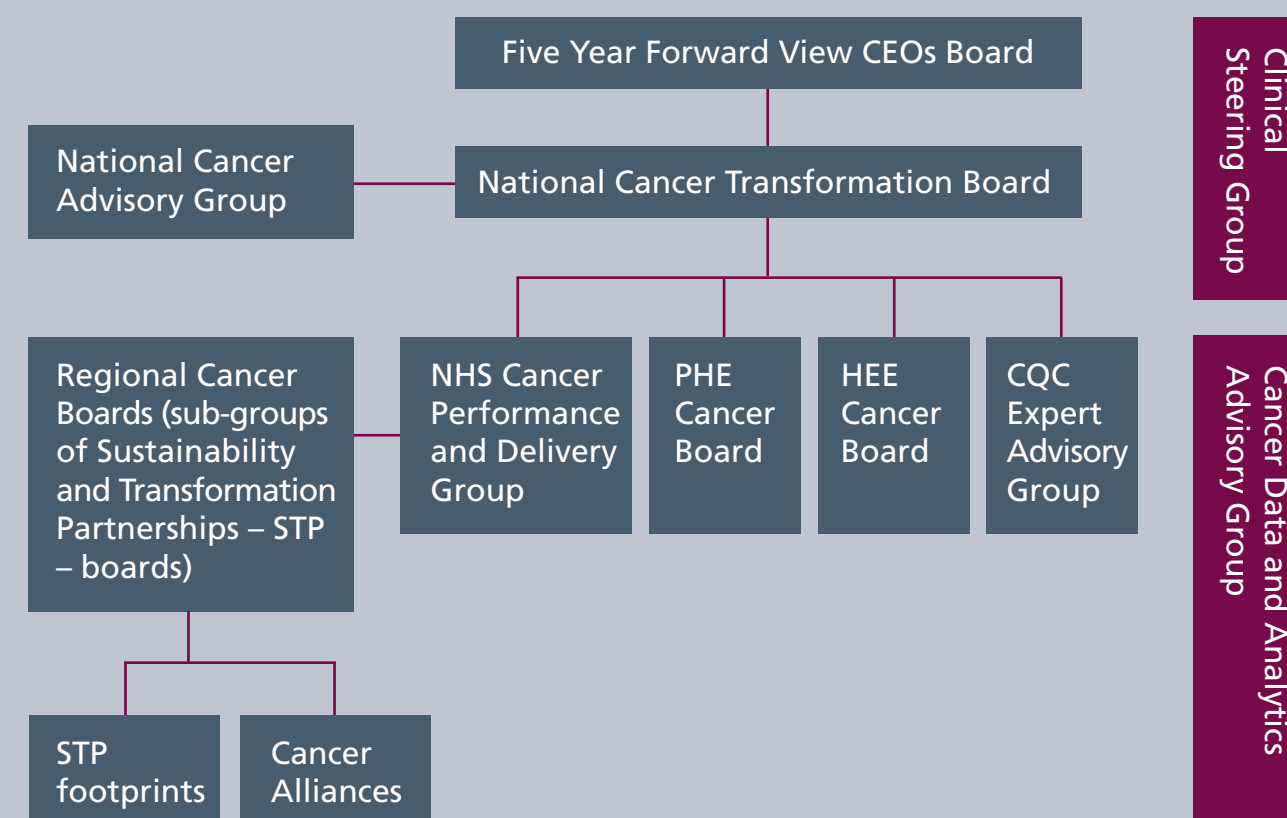 Five Year Forward View CEOs Board
National Cancer
Advisory Group
National Cancer Transformation Board
Regional Cancer
Boards (sub-groups
of Sustainability
and Transformation
Partnerships – STP
– boards)
NHS Cancer
Performance
and Delivery
Group
PHE
Cancer
Board
HEE
Cancer
Board
CQC
Expert
Advisory
Group
STP
footprints
Cancer
Alliances
Clinical
Steering Group
Cancer Data and Analytics
Advisory Group